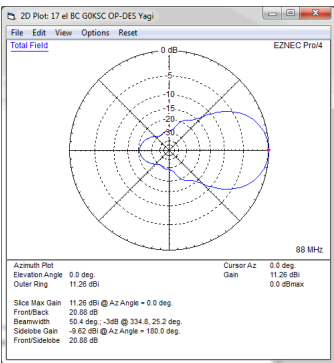 2D Plot: 17 el BC G0KSC OP-DES Yagi
File Edit View Options Reset
Total Field
EZNEC Pro/4
0 dB
-5
-10
-15
-20
-30
88 MHz
Azimuth Plot
Cursor Az 0.0 deg.
Elevation Angle 0.0 deg.
Gain 11.26 dBi
Outer Ring 11.26 dBi
0.0 dBmax
Slice Max Gain 11.26 dBi @ Az Angle = 0.0 deg.
Front/Back 20.88 dB
Beamwidth 50.4 deg.; -3dB @ 334.8, 25.2 deg.
Sidelobe Gain -9.62 dBi @ Az Angle = 180.0 deg.
Front/Sidelobe 20.88 dB